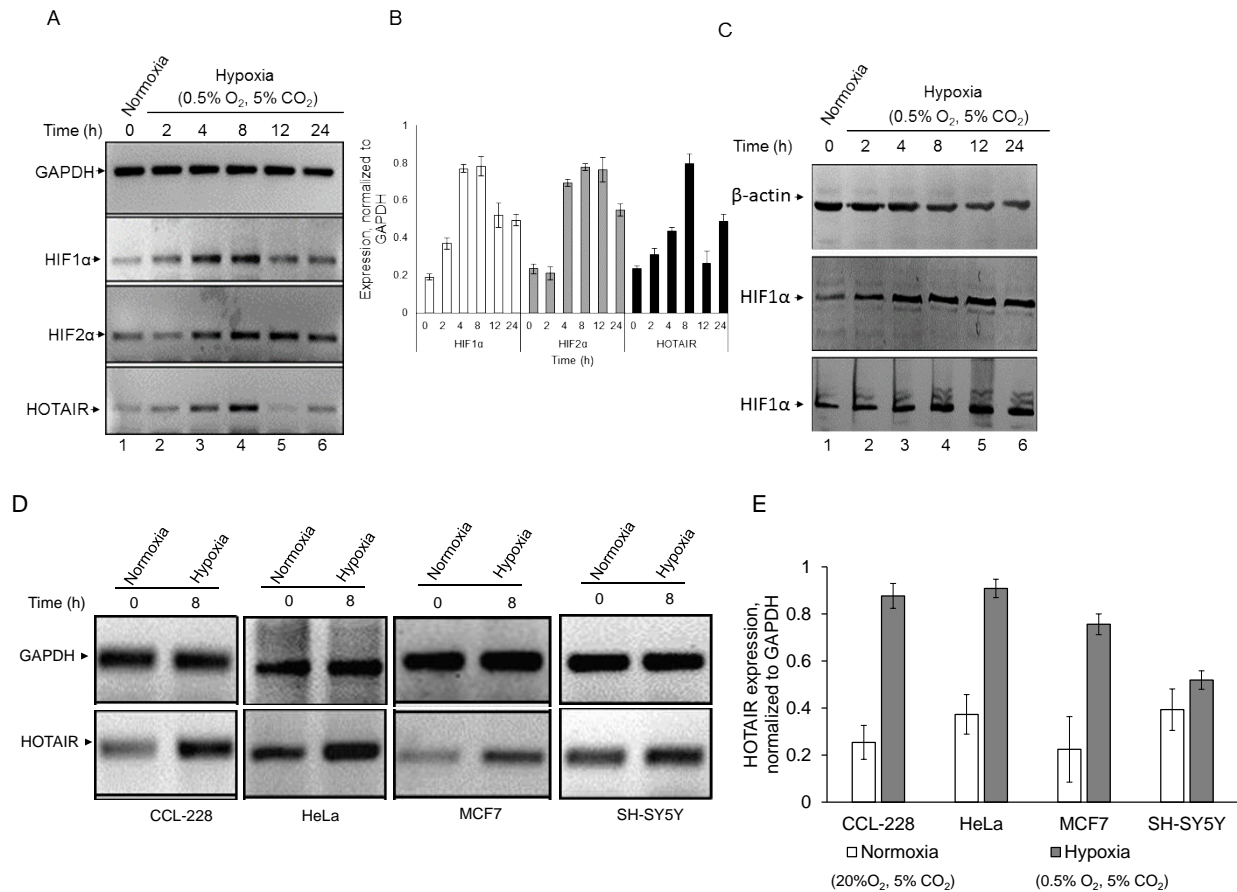 A
Normoxia
Hypoxia
(0.5% O₂, 5% CO₂)
Time (h) 0 2 4 8 12 24
GAPDH
HIF1α
HIF2α
HOTAIR
1 2 3 4 5 6
B
Expression, normalized to
GAPDH
1
0.8
0.6
0.4
0.2
0
0 2 4 8 12 24 0 2 4 8 12 24 0 2 4 8 12 24
HIF1α HIF2α HOTAIR
Time (h)
C
Normoxia
Hypoxia
(0.5% O₂, 5% CO₂)
Time (h) 0 2 4 8 12 24
β-actin
HIF1α
HIF1α
1 2 3 4 5 6
D
Normoxia Hypoxia Normoxia Hypoxia Normoxia Hypoxia Normoxia Hypoxia
Time (h) 0 8 0 8 0 8 0 8
GAPDH
HOTAIR
CCL-228 HeLa MCF7 SH-SY5Y
E
HOTAIR expression,
normalized to GAPDH
1
0.8
0.6
0.4
0.2
0
CCL-228 HeLa MCF7 SH-SY5Y
Normoxia Hypoxia
(20%O₂, 5% CO₂) (0.5% O₂, 5% CO₂)